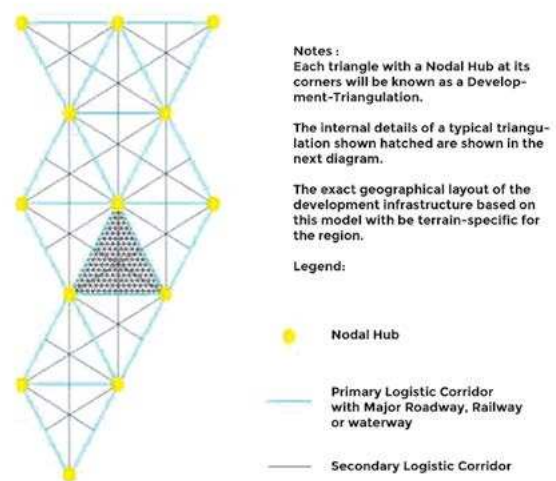 Notes :
Each triangle with a Nodal Hub at its
corners will be known as a Develop-
ment-Triangulation.
The internal details of a typical triangu-
lation shown hatched are shown in the
next diagram.
The exact geographical layout of the
development infrastructure based on
this model with be terrain-specific for
the region.
Legend:
Nodal Hub
Primary Logistic Corridor
with Major Roadway, Railway
or waterway
Secondary Logistic Corridor